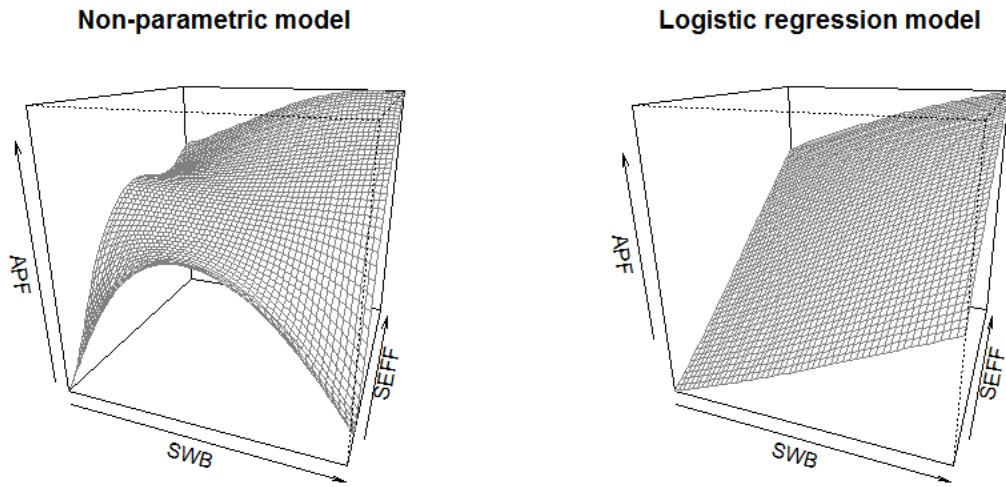 Non-parametric model
APF
SWB
SEFF
Logistic regression model
APF
SWB
SEFF